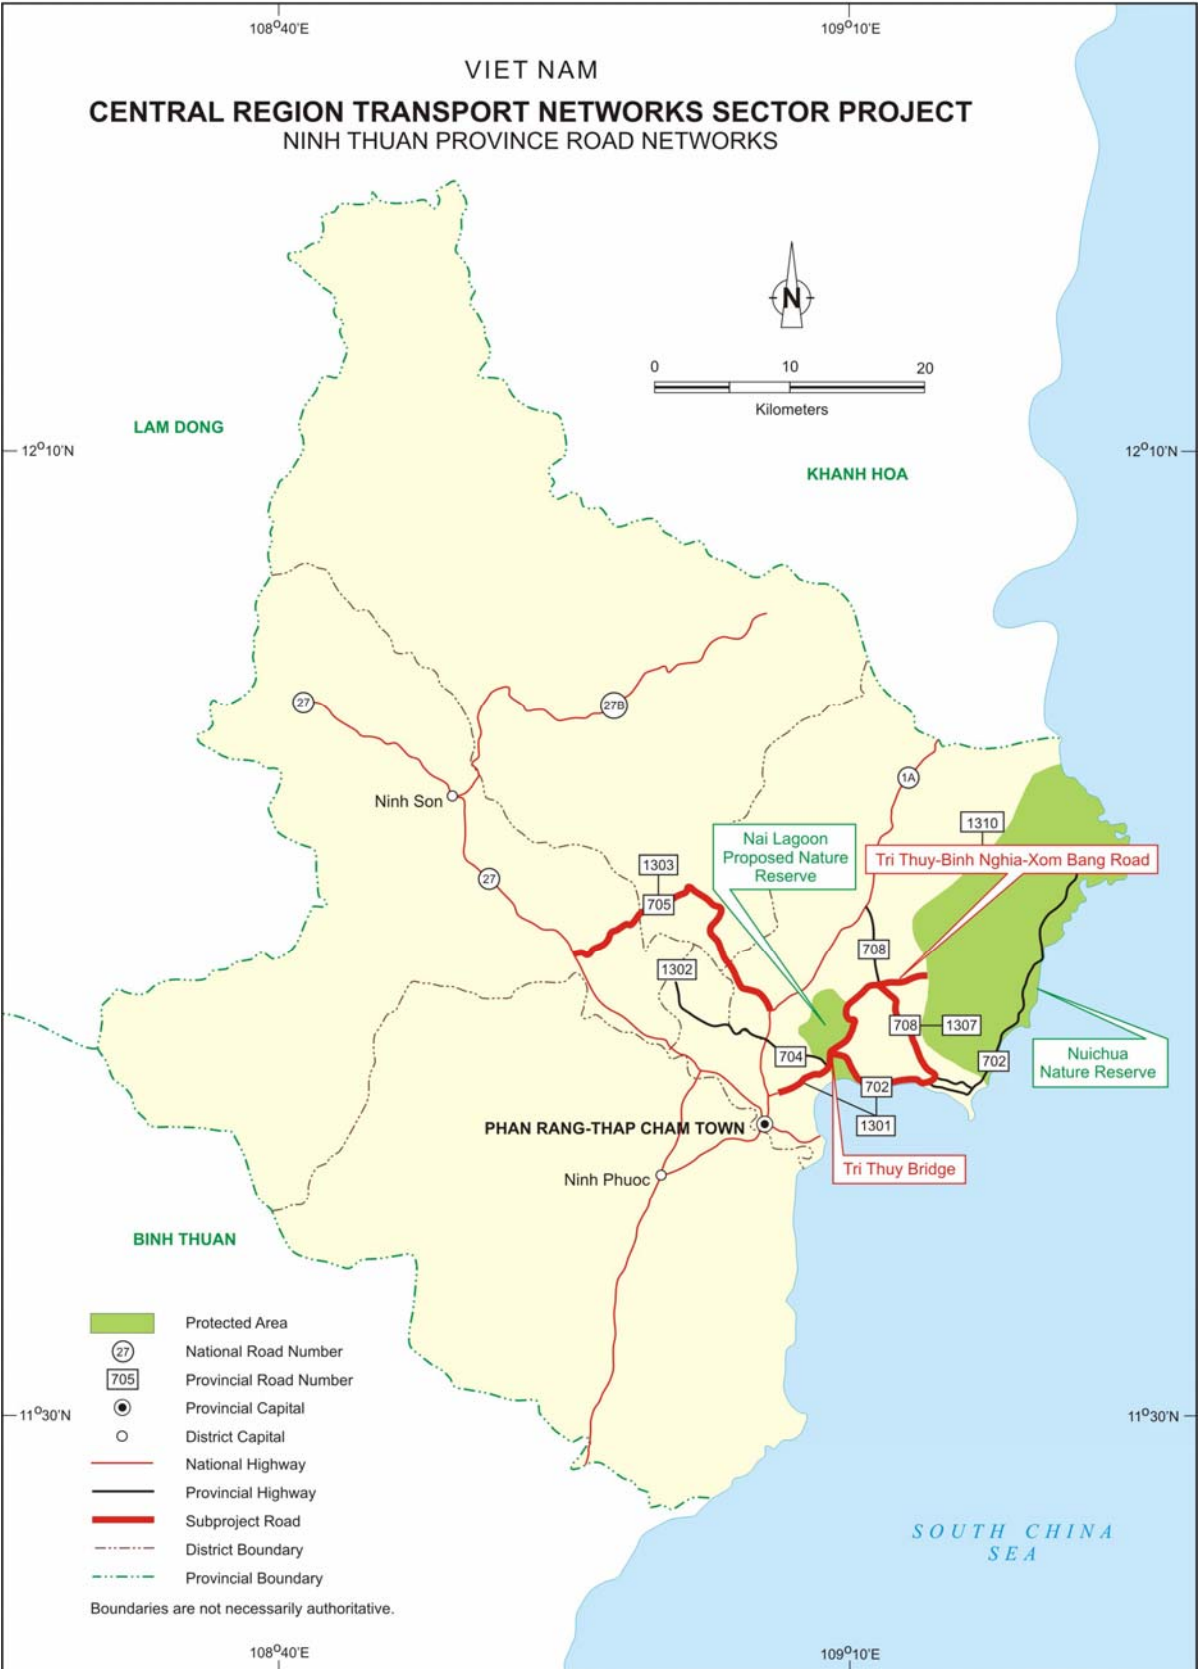 108°40'E
109°10'E
VIET NAM
CENTRAL REGION TRANSPORT NETWORKS SECTOR PROJECT
NINH THUAN PROVINCE ROAD NETWORKS
N
0 10 20
Kilometers
LAM DONG
12°10'N
12°10'N
KHANH HOA
27
27B
1A
Ninh Son
1310
Nai Lagoon
Proposed Nature
Reserve
Tri Thuy-Binh Nghia-Xom Bang Road
1303
27
705
708
1302
708
1307
704
702
Nuichua
Nature Reserve
702
1301
PHAN RANG-THAP CHAM TOWN
Tri Thuy Bridge
Ninh Phuoc
BINH THUAN
Protected Area
27 National Road Number
705 Provincial Road Number
Provincial Capital
District Capital
National Highway
Provincial Highway
Subproject Road
District Boundary
Provincial Boundary
Boundaries are not necessarily authoritative.
11°30'N
11°30'N
SOUTH CHINA
SEA
108°40'E
109°10'E